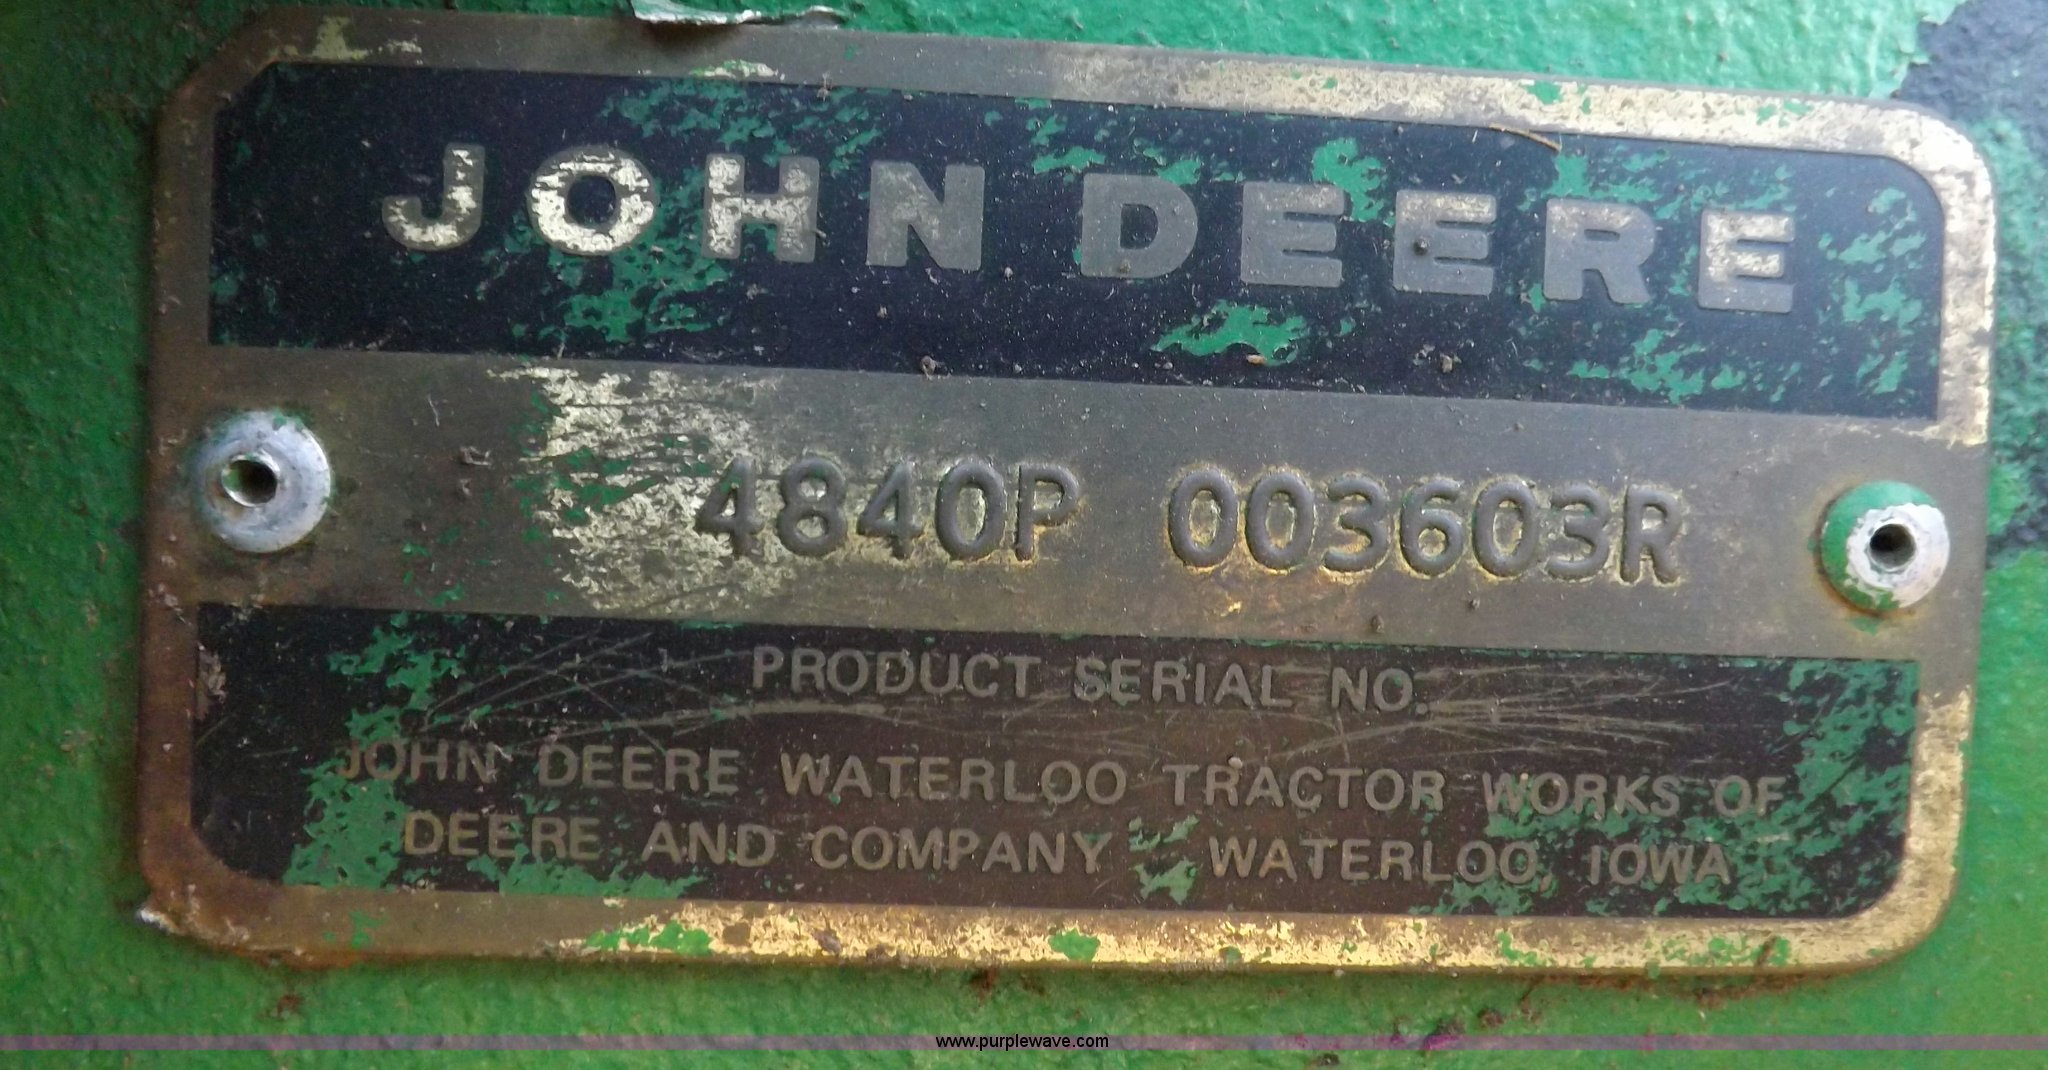 JOHN DEERE
4840P 003603R
PRODUCT SERIAL NO.
JOHN DEERE WATERLOO TRACTOR WORKS OF
DEERE AND COMPANY WATERLOO, IOWA
www.purplewave.com